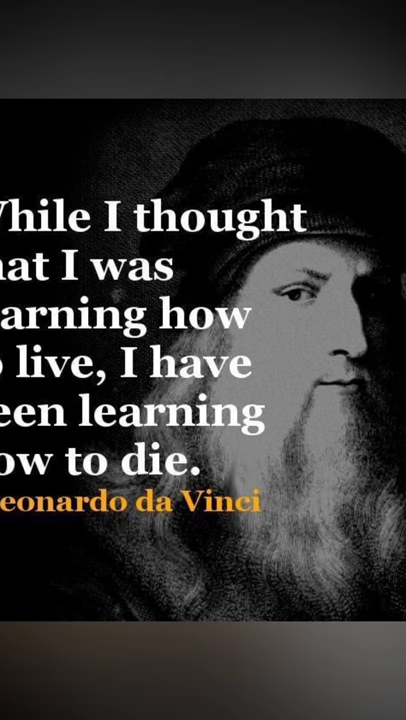 hile I thought
at I was
arning how
live, I have
een learning
ow to die.
eonardo da Vinci